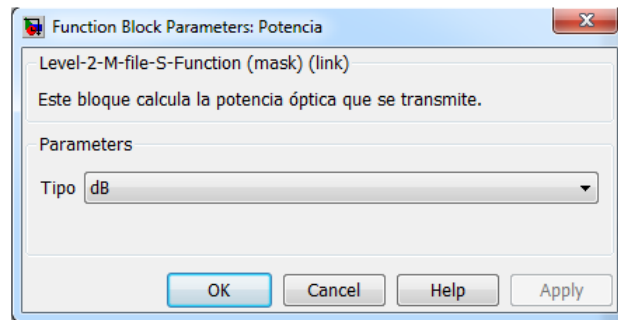 Function Block Parameters: Potencia
Level-2-M-file-S-Function (mask) (link)
Este bloque calcula la potencia óptica que se transmite.
Parameters
Tipo dB
OK Cancel Help Apply